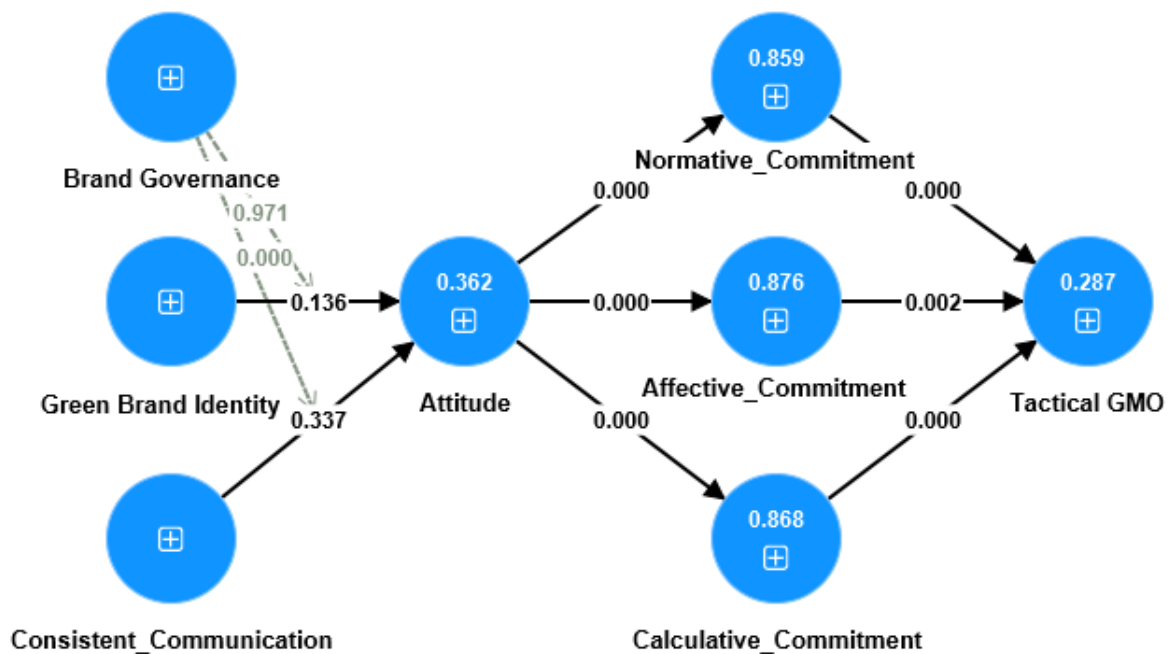 0.859
Brand Governance
Normative_Commitment
0.971
0.000
0.000
0.000
0.136
0.362
0.000
0.876
0.002
0.287
Green Brand Identity
Attitude
Affective_Commitment
Tactical GMO
0.337
0.000
0.000
0.868
Consistent_Communication
Calculative_Commitment